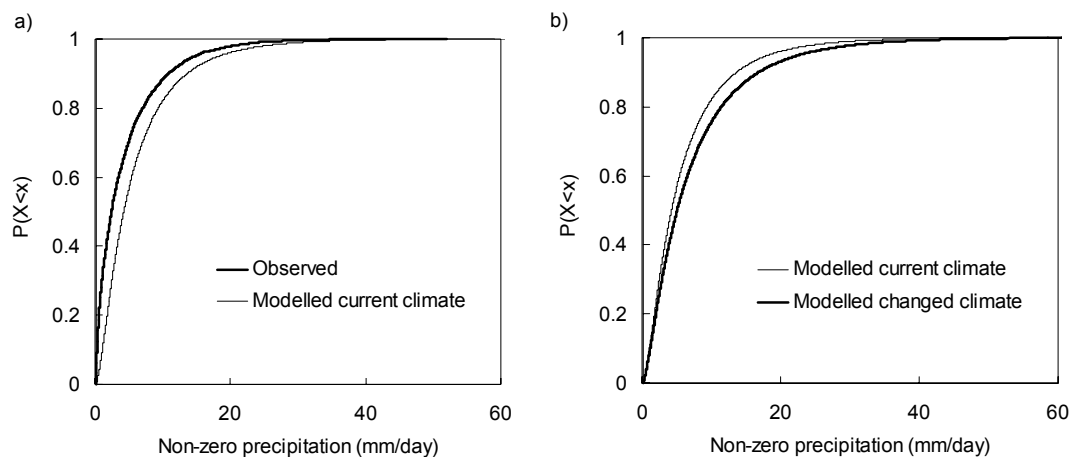 a)
1
0.8
0.6
0.4
0.2
0
P(X<x)
Observed
Modelled current climate
0 20 40 60
Non-zero precipitation (mm/day)
b)
1
0.8
0.6
0.4
0.2
0
P(X<x)
Modelled current climate
Modelled changed climate
0 20 40 60
Non-zero precipitation (mm/day)